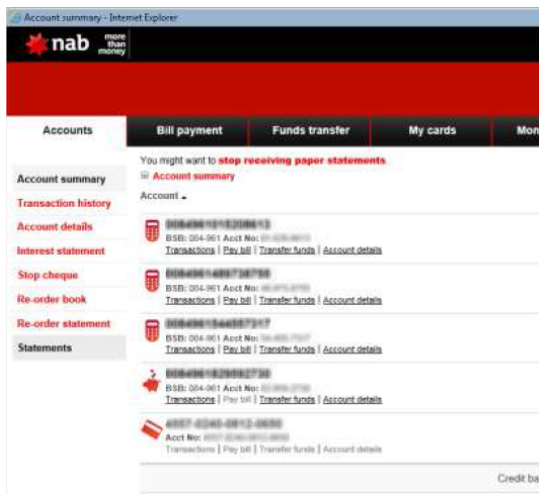 Account summary - Internet Explorer
nab more than money
Accounts Bill payment Funds transfer My cards Mon
You might want to stop receiving paper statements
Account summary
Account summary
Transaction history
Account details
Interest statement
Stop cheque
Re-order book
Re-order statement
Statements
Account
BSB: 084-961 Acct No:
Transactions | Pay bill | Transfer funds | Account details
BSB: 084-961 Acct No:
Transactions | Pay bill | Transfer funds | Account details
BSB: 084-961 Acct No:
Transactions | Pay bill | Transfer funds | Account details
BSB: 084-961 Acct No:
Transactions | Pay bill | Transfer funds | Account details
Acct No:
Transactions | Pay bill | Transfer funds | Account details
Credit ba